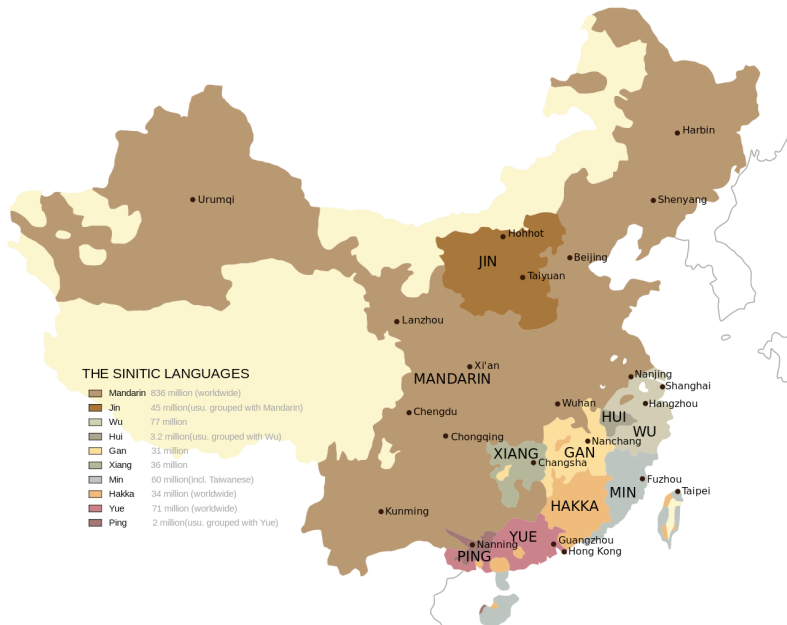 Harbin
Urumqi
Shenyang
Hohhot
Beijing
JIN
Taiyuan
Lanzhou
Xi'an
MANDARIN
Nanjing
Shanghai
THE SINITIC LANGUAGES
Mandarin 836 million (worldwide)
Jin 45 million(usu. grouped with Mandarin)
Wu 77 million
Hui 3.2 million(usu. grouped with Wu)
Gan 31 million
Xiang 36 million
Min 60 million(incl. Taiwanese)
Hakka 34 million (worldwide)
Yue 71 million (worldwide)
Ping 2 million(usu. grouped with Yue)
Chengdu
Wuhan
Hangzhou
HUI
WU
Chongqing
Nanchang
XIANG
GAN
Changsha
Fuzhou
MIN
Taipei
HAKKA
Kunming
YUE
Guangzhou
Nanning
Hong Kong
PING